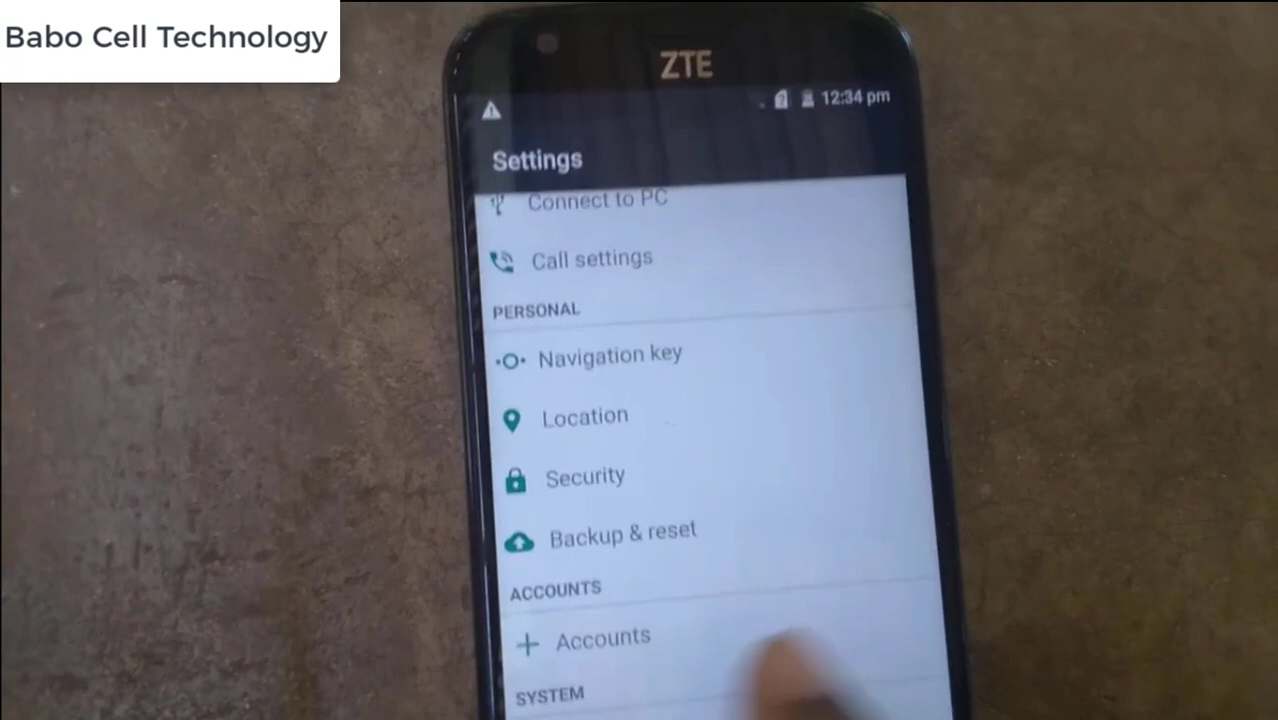 Babo Cell Technology
ZTE
12:34 pm
Settings
Connect to PC
Call settings
PERSONAL
Navigation key
Location
Security
Backup & reset
ACCOUNTS
Accounts
SYSTEM